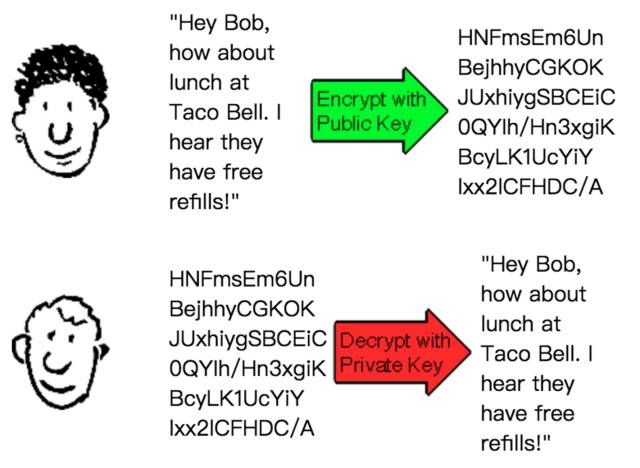 "Hey Bob,
how about
lunch at
Taco Bell. I
hear they
have free
refills!"
Encrypt with
Public Key
HNFmsEm6Un
BejhhyCGKOK
JUxhiygSBCEiC
0QYlh/Hn3xgiK
BcyLK1UcYiY
lxx2lCFHDC/A
HNFmsEm6Un
BejhhyCGKOK
JUxhiygSBCEiC
0QYlh/Hn3xgiK
BcyLK1UcYiY
lxx2lCFHDC/A
Decrypt with
Private Key
"Hey Bob,
how about
lunch at
Taco Bell. I
hear they
have free
refills!"